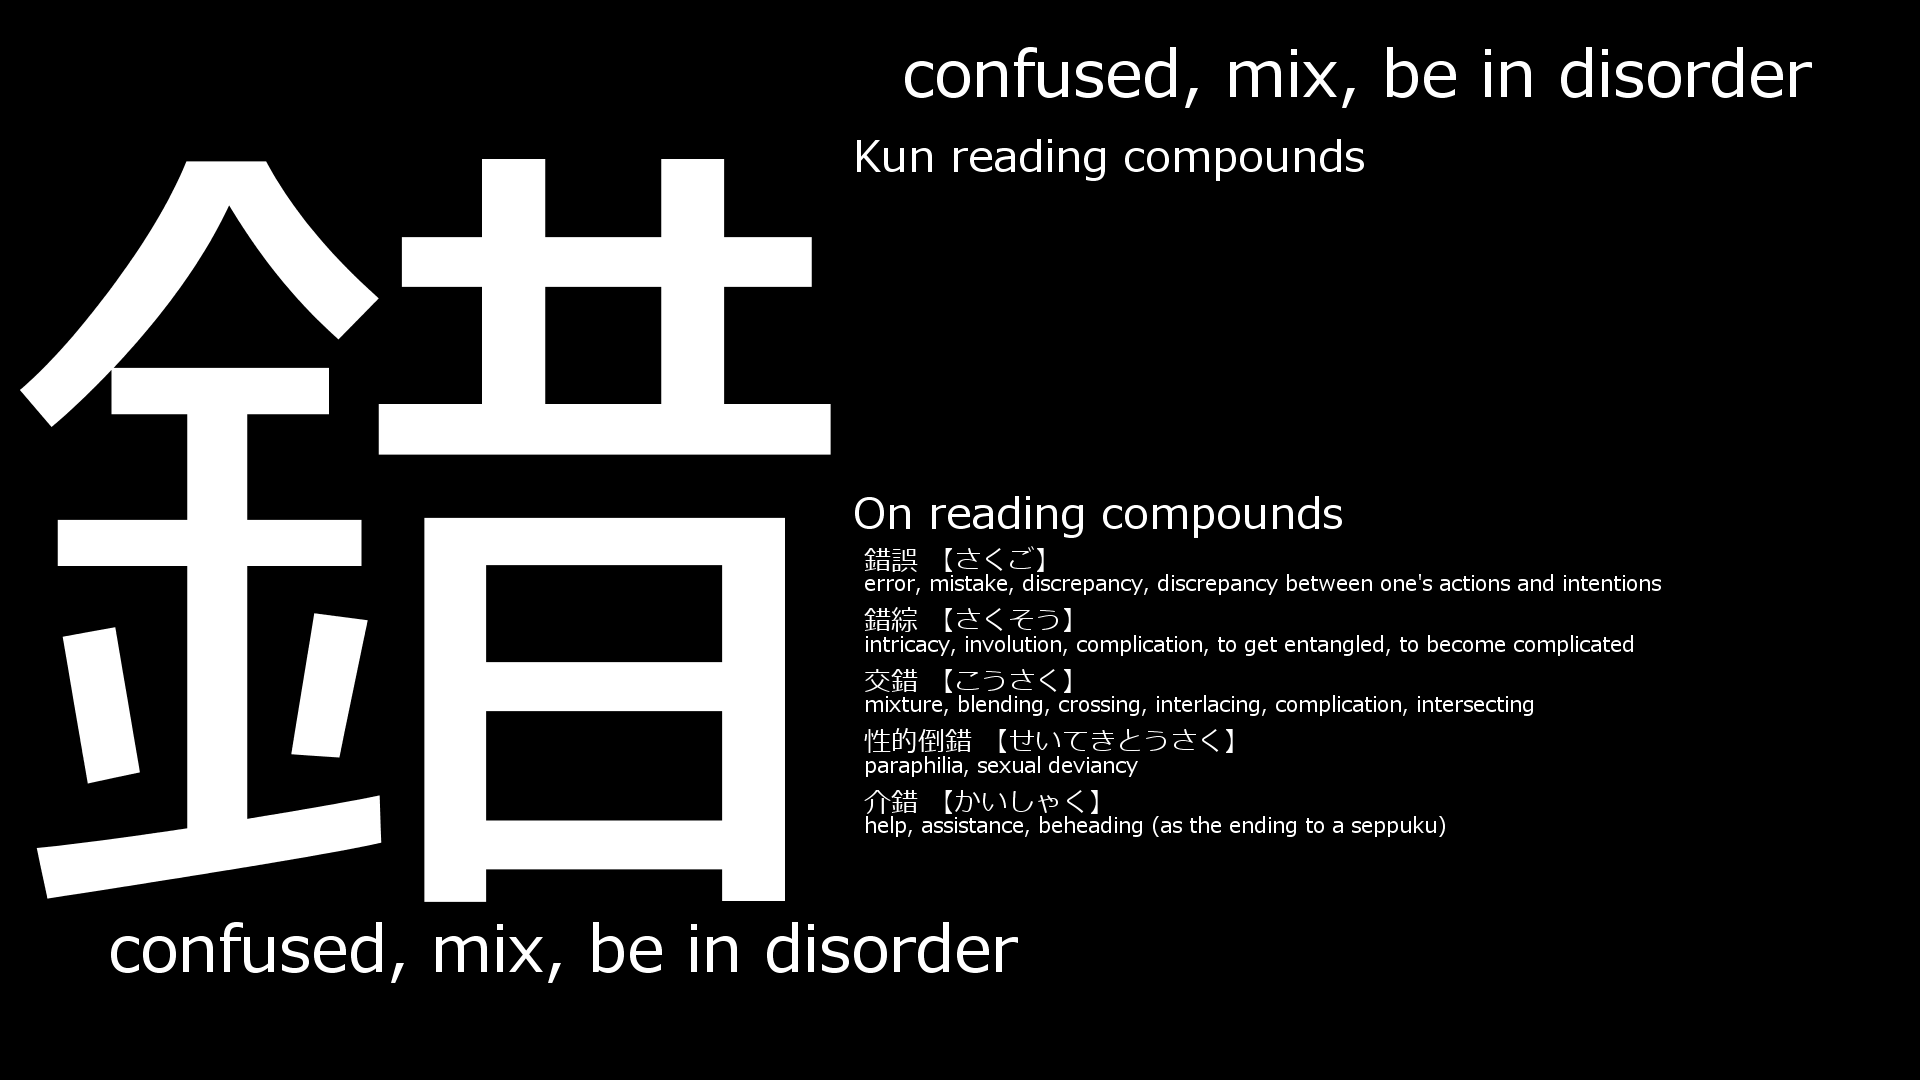 錯
confused, mix, be in disorder
confused, mix, be in disorder
Kun reading compounds
On reading compounds
錯誤 【さくご】
error, mistake, discrepancy, discrepancy between one's actions and intentions
錯綜 【さくそう】
intricacy, involution, complication, to get entangled, to become complicated
交錯 【こうさく】
mixture, blending, crossing, interlacing, complication, intersecting
性的倒錯 【せいてきとうさく】
paraphilia, sexual deviancy
介錯 【かいしゃく】
help, assistance, beheading (as the ending to a seppuku)